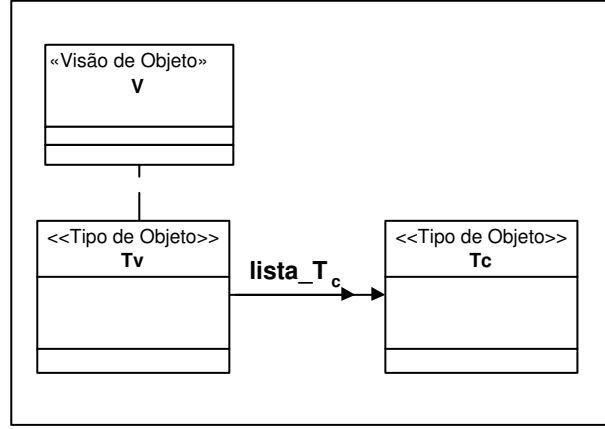 «Visão de Objeto»
V
<<Tipo de Objeto>>
Tv
lista_Tc
<<Tipo de Objeto>>
Tc